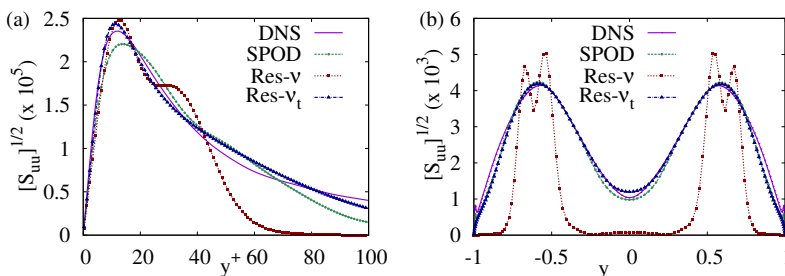 (a)
[S_uu]^1/2 (x 10^5)
2.5
2
1.5
1
0.5
0
0 20 40 60 80 100
y^+
DNS
SPOD
Res-ν
Res-ν_t
(b)
[S_uu]^1/2 (x 10^3)
6
5
4
3
2
1
0
-1 -0.5 0 0.5 1
y
DNS
SPOD
Res-ν
Res-ν_t